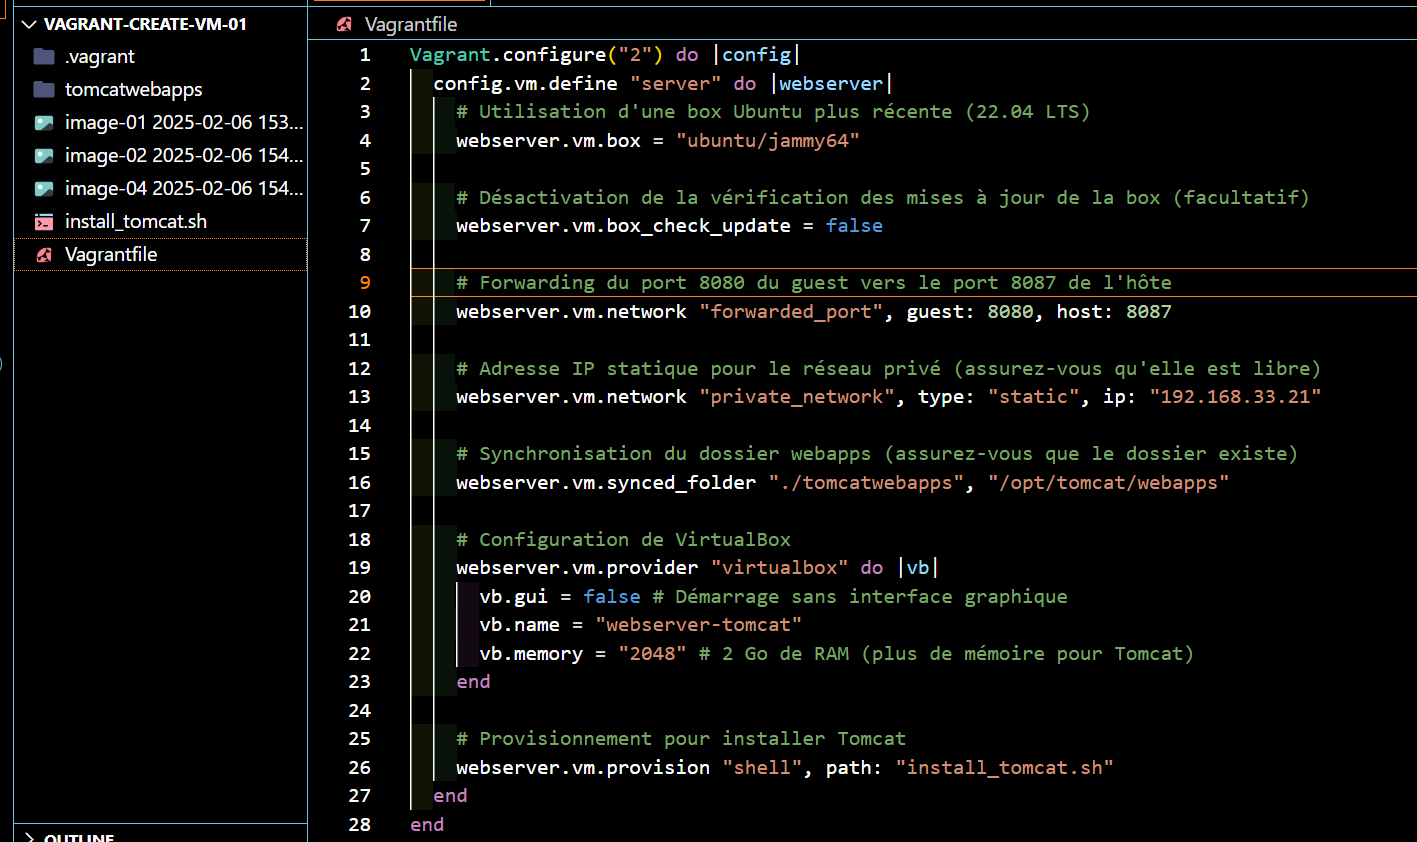 VAGRANT-CREATE-VM-01
.vagrant
tomcatwebapps
image-01 2025-02-06 153...
image-02 2025-02-06 154...
image-04 2025-02-06 154...
install_tomcat.sh
Vagrantfile
OUTLINE
Vagrantfile
1 Vagrant.configure("2") do |config|
2 config.vm.define "server" do |webserver|
3 # Utilisation d'une box Ubuntu plus récente (22.04 LTS)
4 webserver.vm.box = "ubuntu/jammy64"
5
6 # Désactivation de la vérification des mises à jour de la box (facultatif)
7 webserver.vm.box_check_update = false
8
9 # Forwarding du port 8080 du guest vers le port 8087 de l'hôte
10 webserver.vm.network "forwarded_port", guest: 8080, host: 8087
11
12 # Adresse IP statique pour le réseau privé (assurez-vous qu'elle est libre)
13 webserver.vm.network "private_network", type: "static", ip: "192.168.33.21"
14
15 # Synchronisation du dossier webapps (assurez-vous que le dossier existe)
16 webserver.vm.synced_folder "./tomcatwebapps", "/opt/tomcat/webapps"
17
18 # Configuration de VirtualBox
19 webserver.vm.provider "virtualbox" do |vb|
20 vb.gui = false # Démarrage sans interface graphique
21 vb.name = "webserver-tomcat"
22 vb.memory = "2048" # 2 Go de RAM (plus de mémoire pour Tomcat)
23 end
24
25 # Provisionnement pour installer Tomcat
26 webserver.vm.provision "shell", path: "install_tomcat.sh"
27 end
28 end